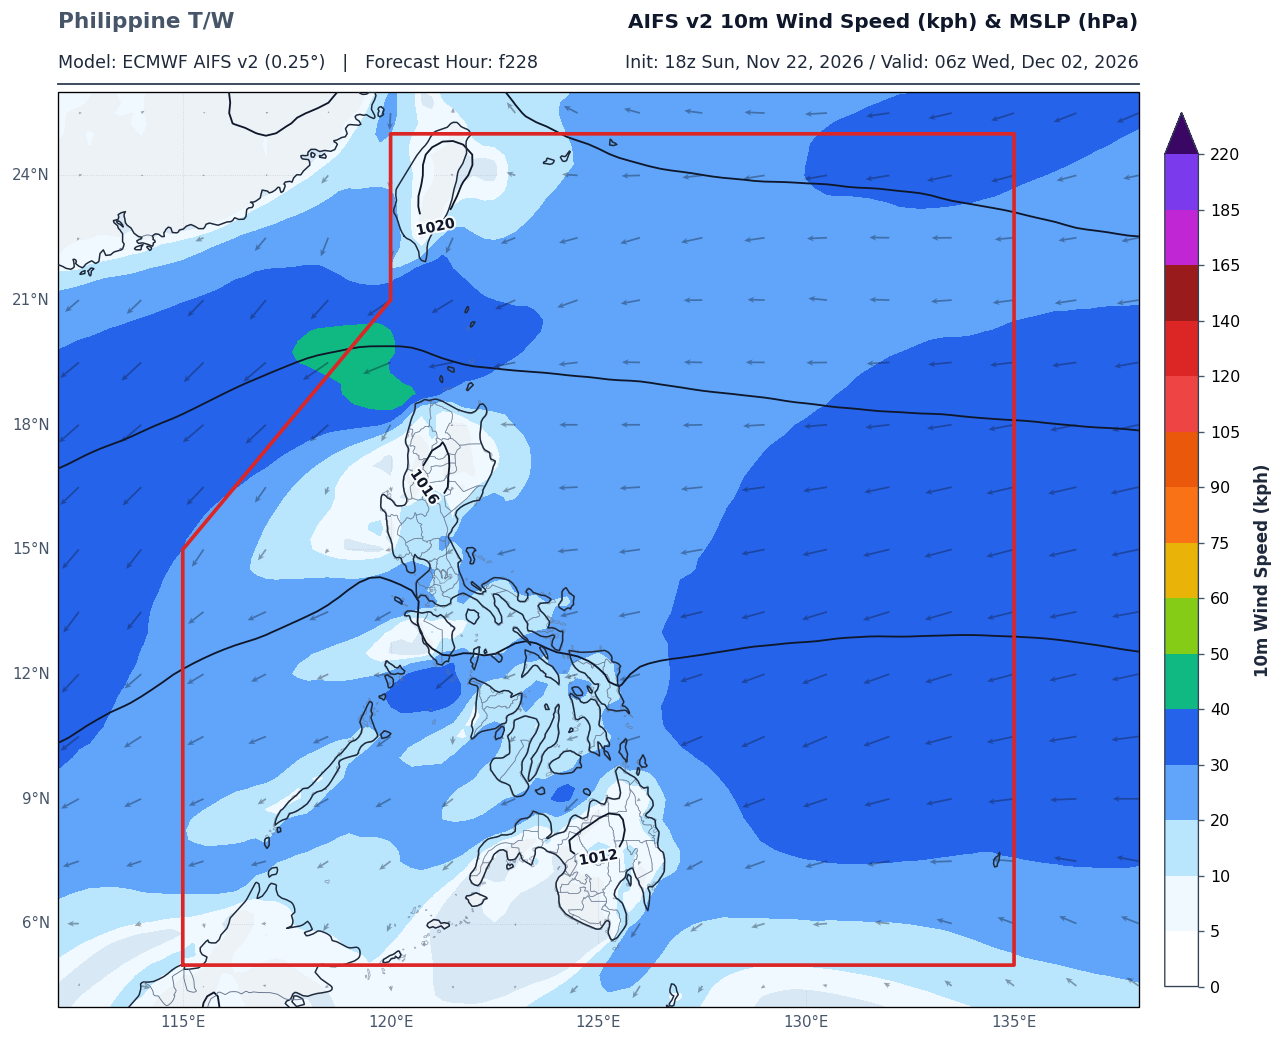 Philippine T/W
AIFS v2 10m Wind Speed (kph) & MSLP (hPa)
Model: ECMWF AIFS v2 (0.25°) | Forecast Hour: f228
Init: 18z Sun, Nov 22, 2026 / Valid: 06z Wed, Dec 02, 2026
24°N
21°N
18°N
15°N
12°N
9°N
6°N
1020
1016
1012
115°E
120°E
125°E
130°E
135°E
220
185
165
140
120
105
90
75
60
50
40
30
20
10
5
0
10m Wind Speed (kph)